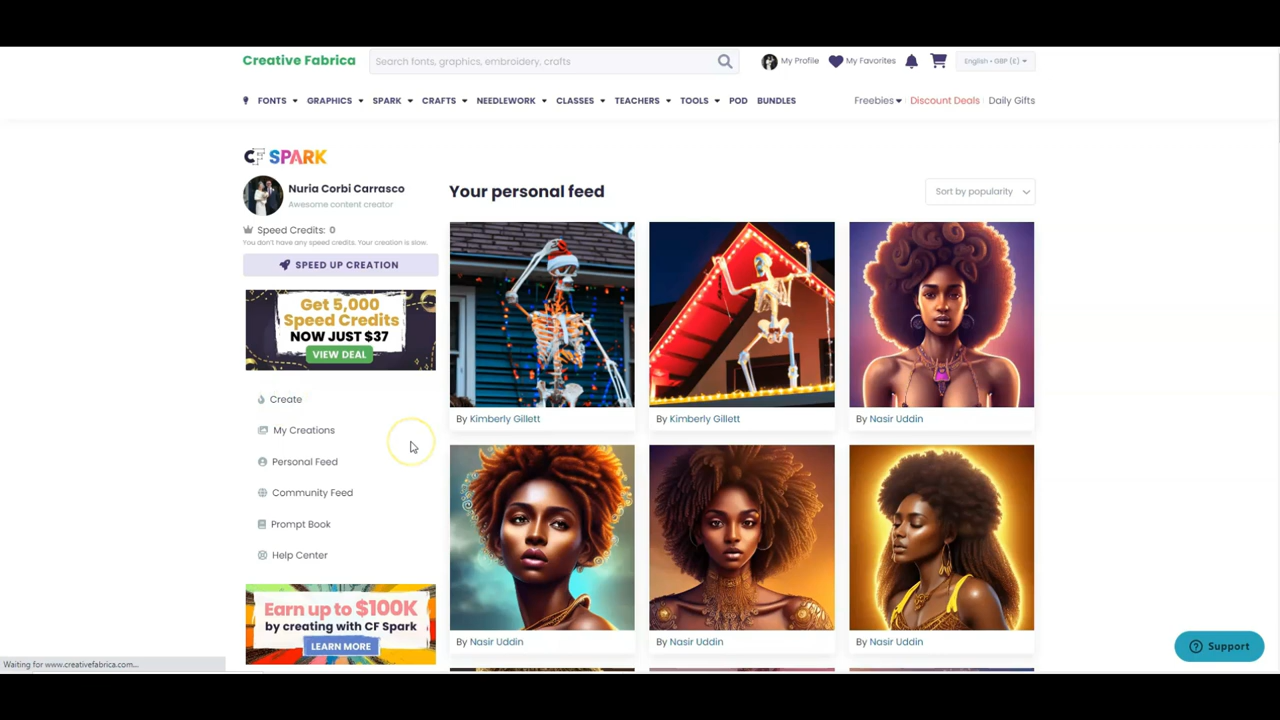 Creative Fabrica
Search fonts, graphics, embroidery, crafts
My Profile
My Favorites
English • GBP (£)
FONTS
GRAPHICS
SPARK
CRAFTS
NEEDLEWORK
CLASSES
TEACHERS
TOOLS
POD
BUNDLES
Freebies
Discount Deals
Daily Gifts
CF SPARK
Nuria Corbi Carrasco
Awesome content creator
Speed Credits: 0
You don't have any speed credits. Your creation is slow.
SPEED UP CREATION
Get 5,000
Speed Credits
NOW JUST $37
VIEW DEAL
Create
My Creations
Personal Feed
Community Feed
Prompt Book
Help Center
Earn up to $100K
by creating with CF Spark
LEARN MORE
Your personal feed
Sort by popularity
By Kimberly Gillett
By Kimberly Gillett
By Nasir Uddin
By Nasir Uddin
By Nasir Uddin
By Nasir Uddin
Support
Waiting for www.creativefabrica.com...